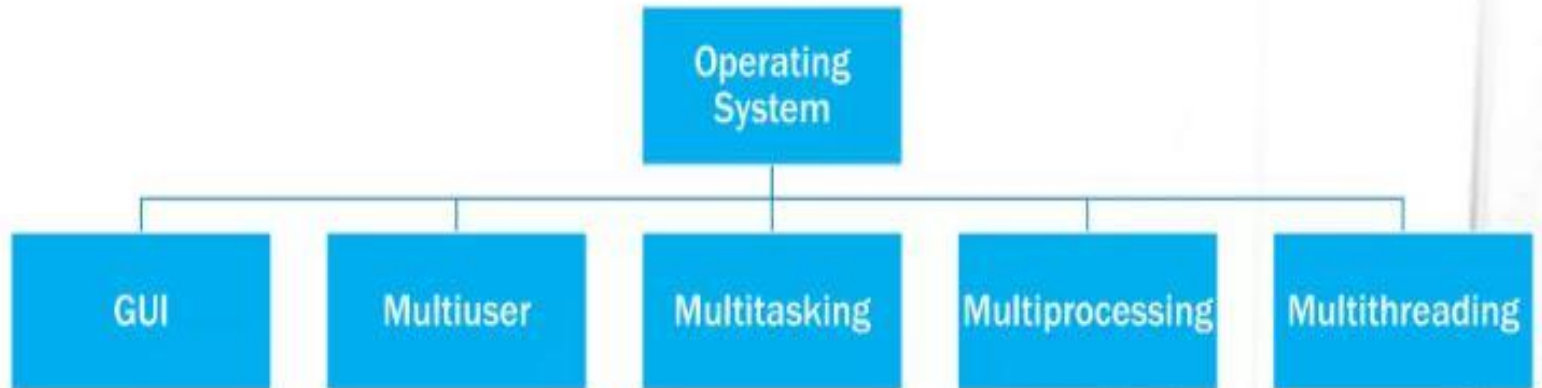 Operating
System
GUI
Multiuser
Multitasking
Multiprocessing
Multithreading